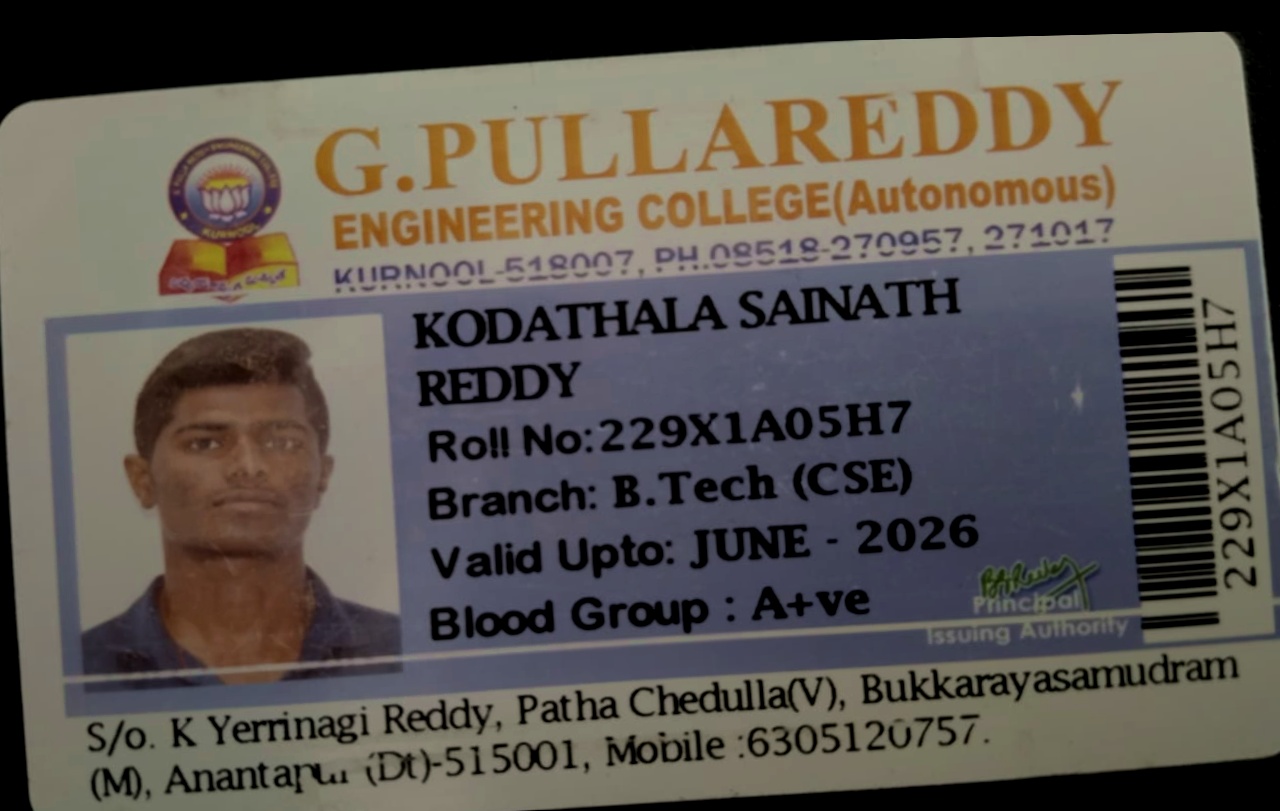 G.PULLAREDDY
ENGINEERING COLLEGE(Autonomous)
KURNOOL-518007, PH.08518-270957, 271017
KURNOOL
KODATHALA SAINATH
REDDY
Roll No:229X1A05H7
Branch: B.Tech (CSE)
Valid Upto: JUNE - 2026
Blood Group : A+ve
Principal
Issuing Authority
229X1A05H7
S/o. K Yerrinagi Reddy, Patha Chedulla(V), Bukkarayasamudram
(M), Anantapur (Dt)-515001, Mobile :6305120757.